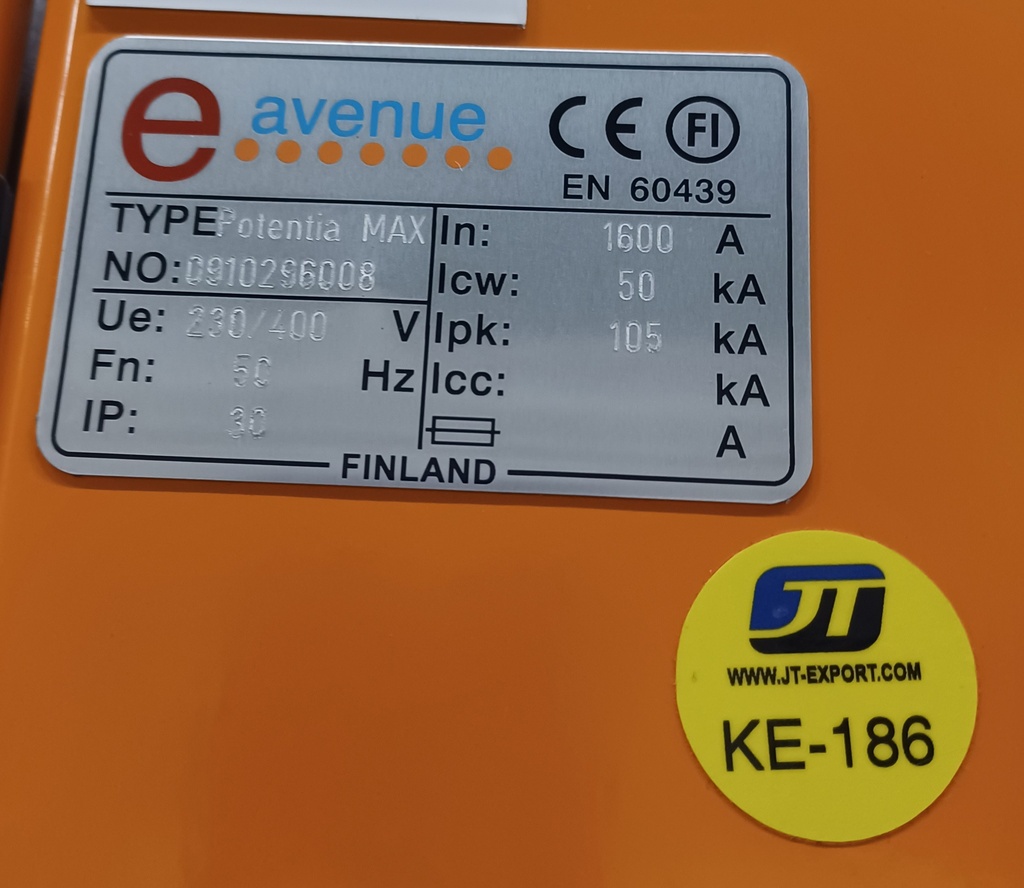 e avenue
CE FI
EN 60439
TYPE Potentia MAX
NO: 0910296008
Ue: 230/400 V
Fn: 50 Hz
IP: 30
In: 1600 A
Icw: 50 kA
Ipk: 105 kA
Icc: kA
A
FINLAND
JT
WWW.JT-EXPORT.COM
KE-186